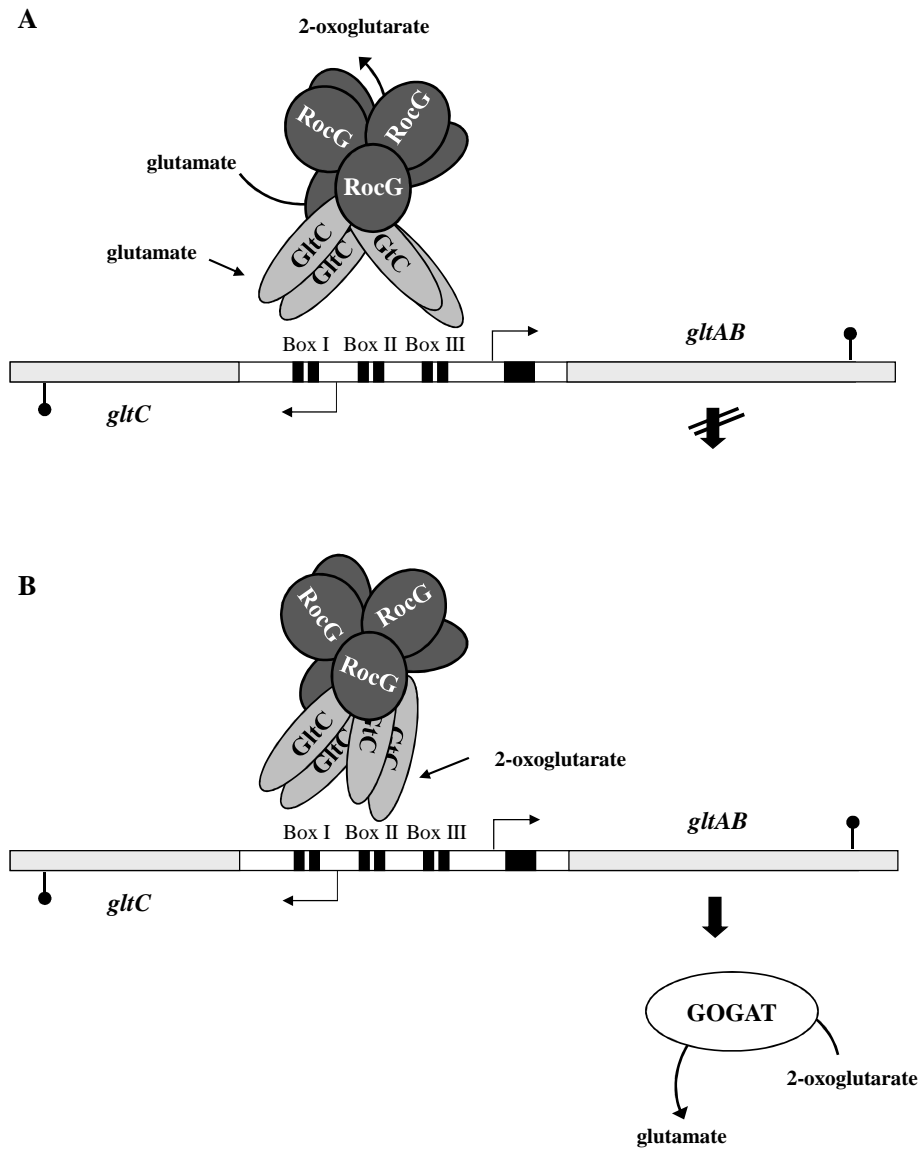 A
2-oxoglutarate
RocG
RocG
glutamate
RocG
glutamate
GltC
GltC
GtC
Box I Box II Box III
gltAB
gltC
B
RocG
RocG
RocG
GltC
GltC
GtC
2-oxoglutarate
Box I Box II Box III
gltAB
gltC
GOGAT
2-oxoglutarate
glutamate